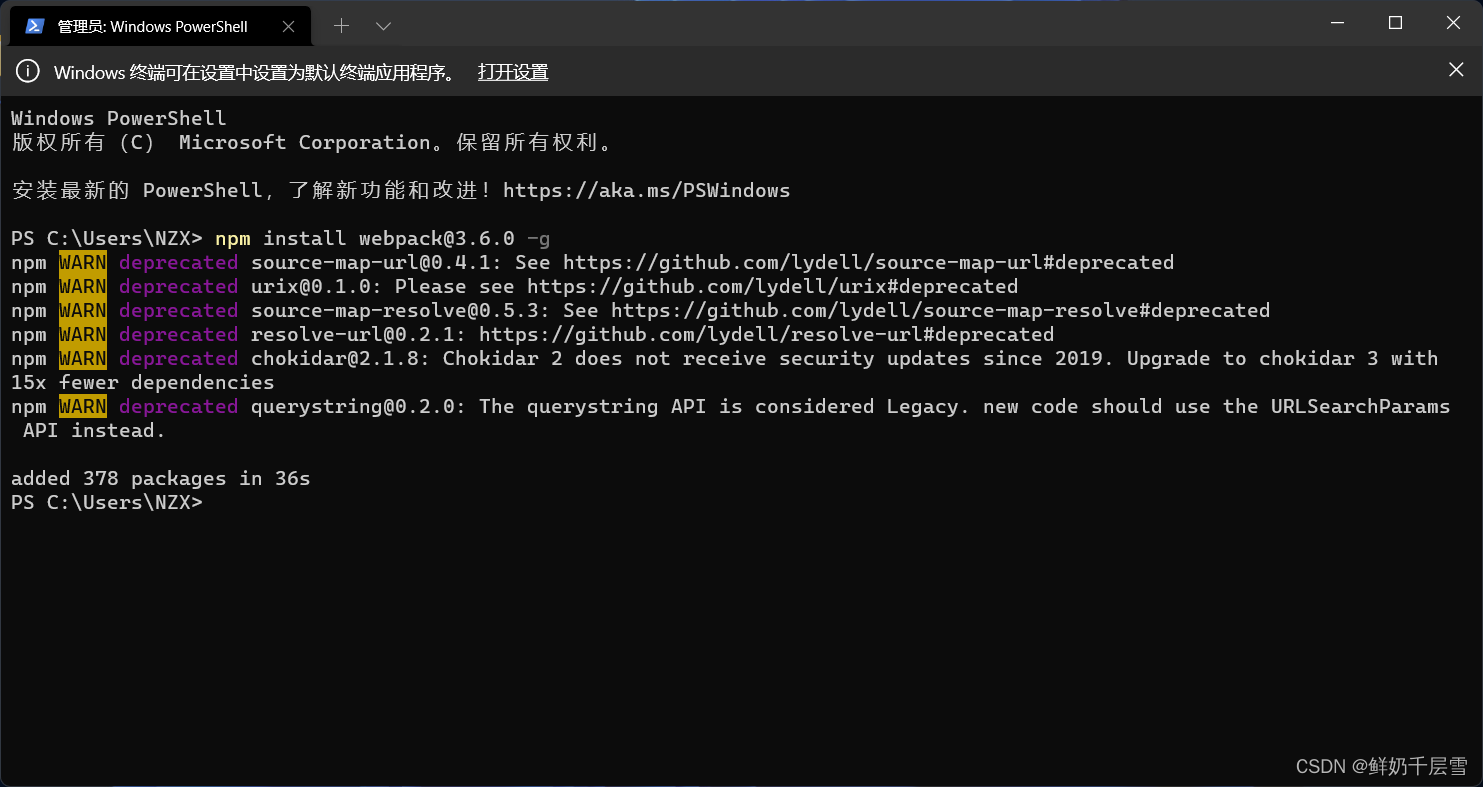 管理员: Windows PowerShell
Windows 终端可在设置中设置为默认终端应用程序。 打开设置
Windows PowerShell
版权所有 (C) Microsoft Corporation。保留所有权利。
安装最新的 PowerShell，了解新功能和改进！https://aka.ms/PSWindows
PS C:\Users\NZX> npm install webpack@3.6.0 -g
npm WARN deprecated source-map-url@0.4.1: See https://github.com/lydell/source-map-url#deprecated
npm WARN deprecated urix@0.1.0: Please see https://github.com/lydell/urix#deprecated
npm WARN deprecated source-map-resolve@0.5.3: See https://github.com/lydell/source-map-resolve#deprecated
npm WARN deprecated resolve-url@0.2.1: https://github.com/lydell/resolve-url#deprecated
npm WARN deprecated chokidar@2.1.8: Chokidar 2 does not receive security updates since 2019. Upgrade to chokidar 3 with
15x fewer dependencies
npm WARN deprecated querystring@0.2.0: The querystring API is considered Legacy. new code should use the URLSearchParams
API instead.
added 378 packages in 36s
PS C:\Users\NZX>
CSDN @鲜奶千层雪